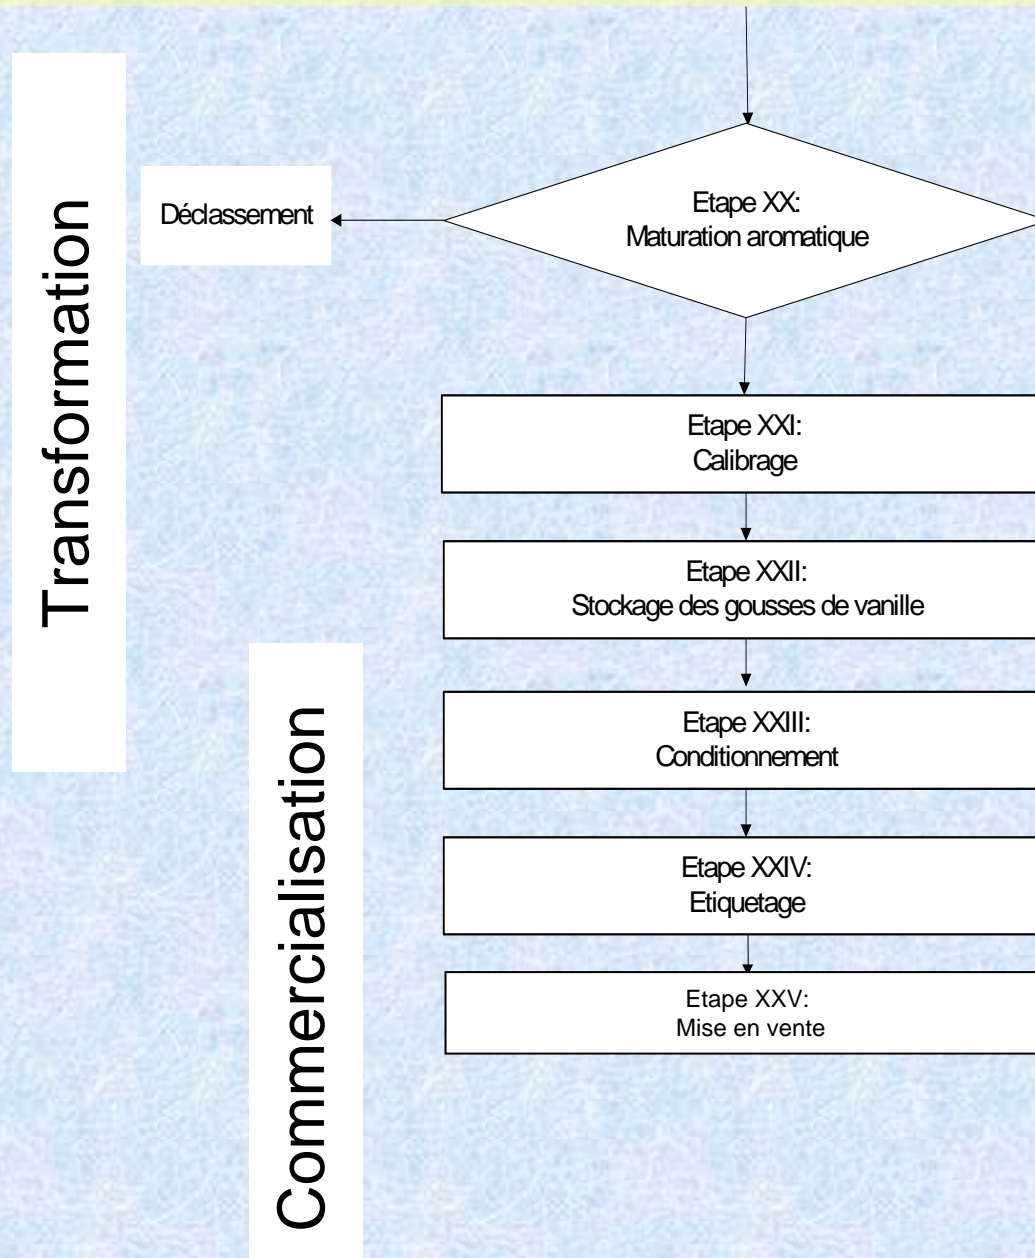 Transformation
Déclassement
Etape XX:
Maturation aromatique
Etape XXI:
Calibrage
Etape XXII:
Stockage des gousses de vanille
Commercialisation
Etape XXIII:
Conditionnement
Etape XXIV:
Etiquetage
Etape XXV:
Mise en vente